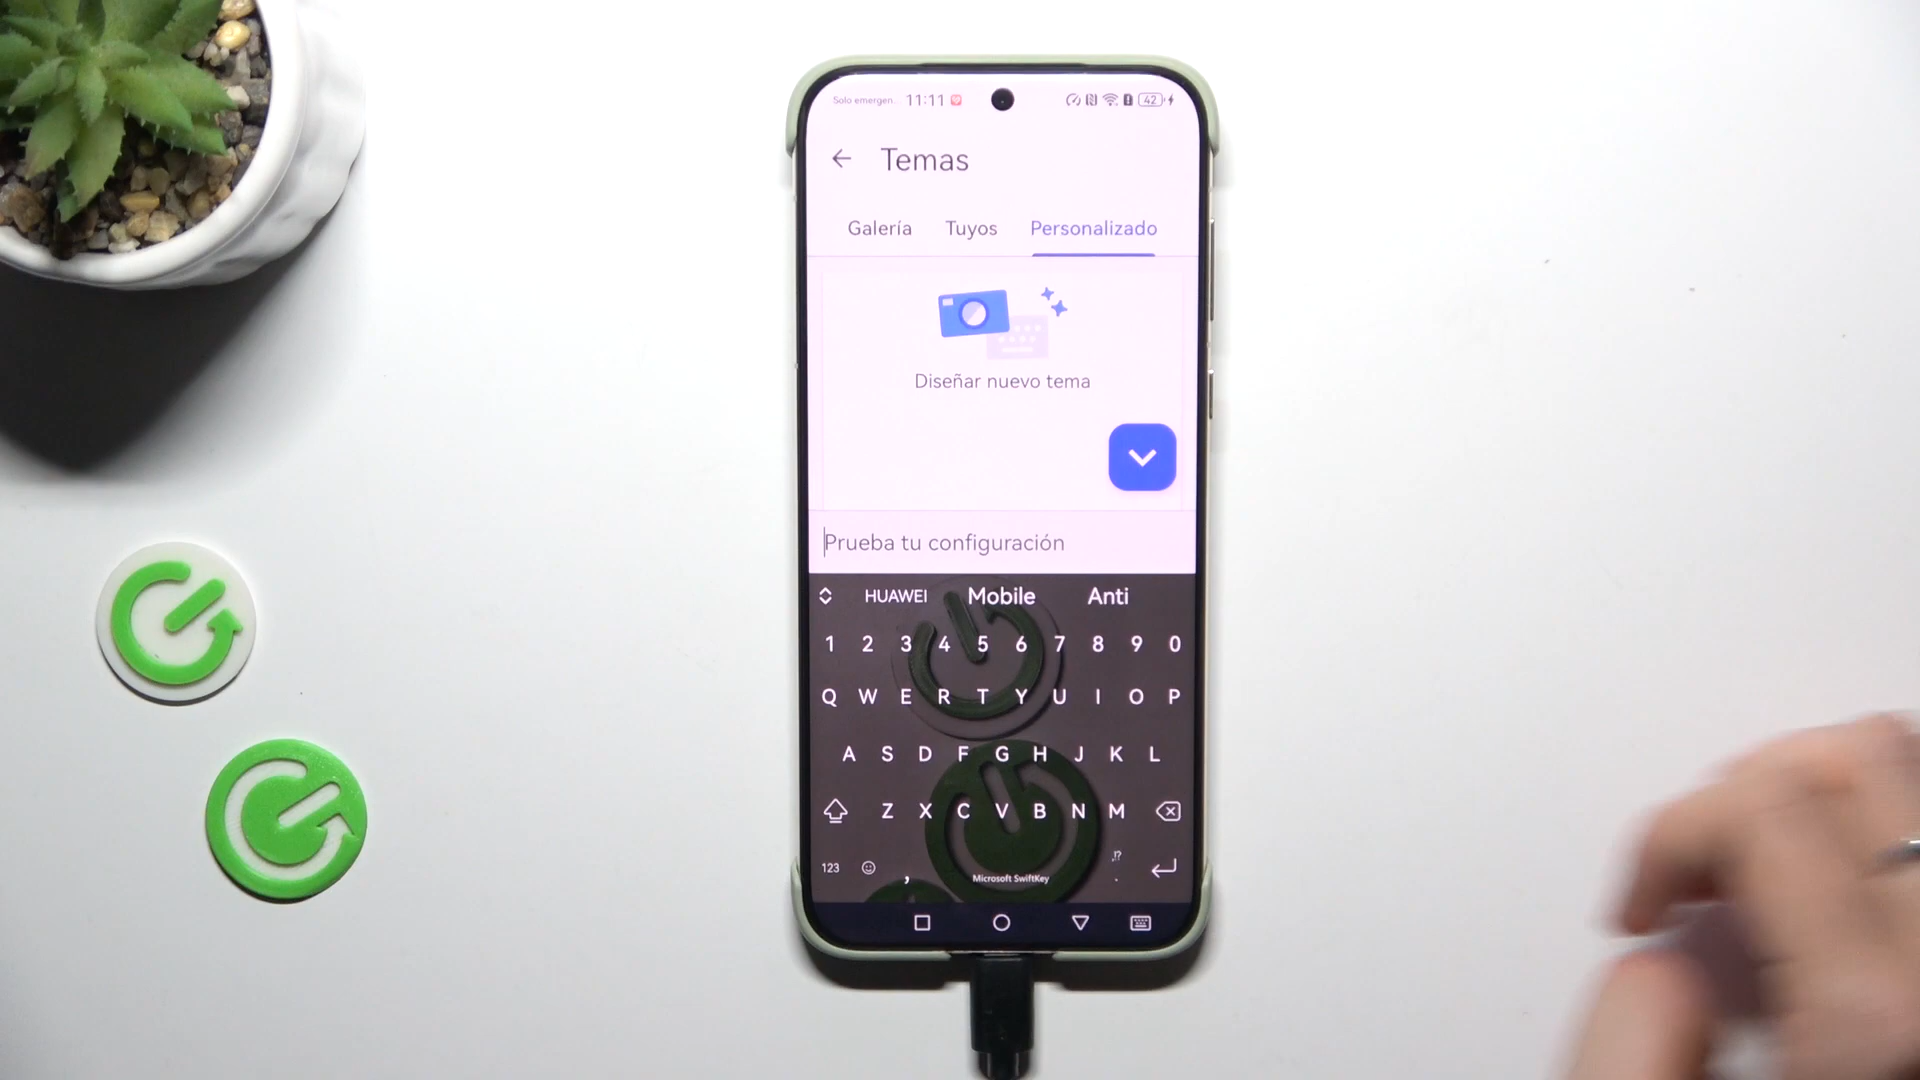 Solo emergen... 11:11 42
Temas
Galería Tuyos Personalizado
Diseñar nuevo tema
Prueba tu configuración
HUAWEI Mobile Anti
1 2 3 4 5 6 7 8 9 0
Q W E R T Y U I O P
A S D F G H J K L
Z X C V B N M
123 , Microsoft SwiftKey !? .